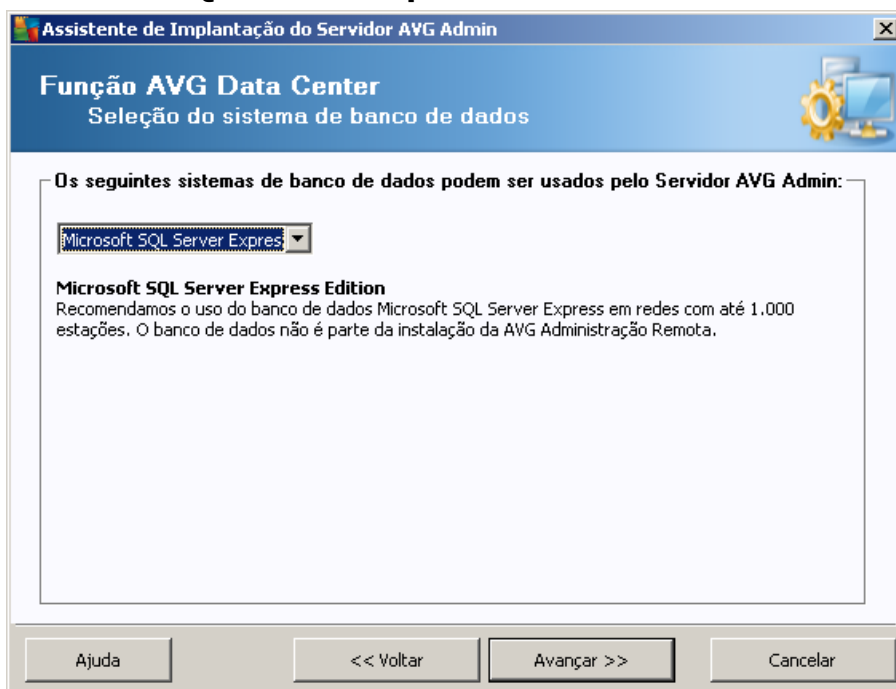 Assistente de Implantação do Servidor AVG Admin
Função AVG Data Center
Seleção do sistema de banco de dados
Os seguintes sistemas de banco de dados podem ser usados pelo Servidor AVG Admin:
Microsoft SQL Server Expres
Microsoft SQL Server Express Edition
Recomendamos o uso do banco de dados Microsoft SQL Server Express em redes com até 1.000
estações. O banco de dados não é parte da instalação da AVG Administração Remota.
Ajuda
<< Voltar
Avançar >>
Cancelar